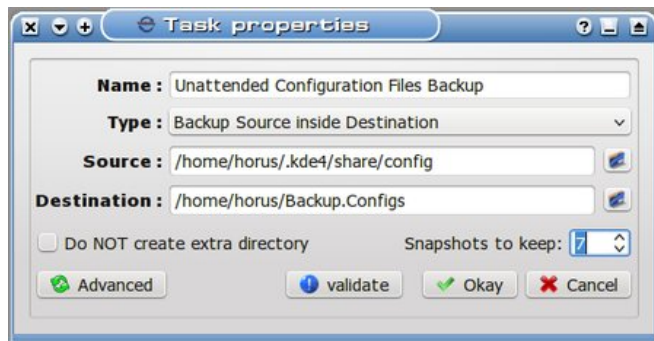 Task properties
Name : Unattended Configuration Files Backup
Type : Backup Source inside Destination
Source : /home/horus/.kde4/share/config
Destination : /home/horus/Backup.Configs
Do NOT create extra directory Snapshots to keep: 7
Advanced validate Okay Cancel